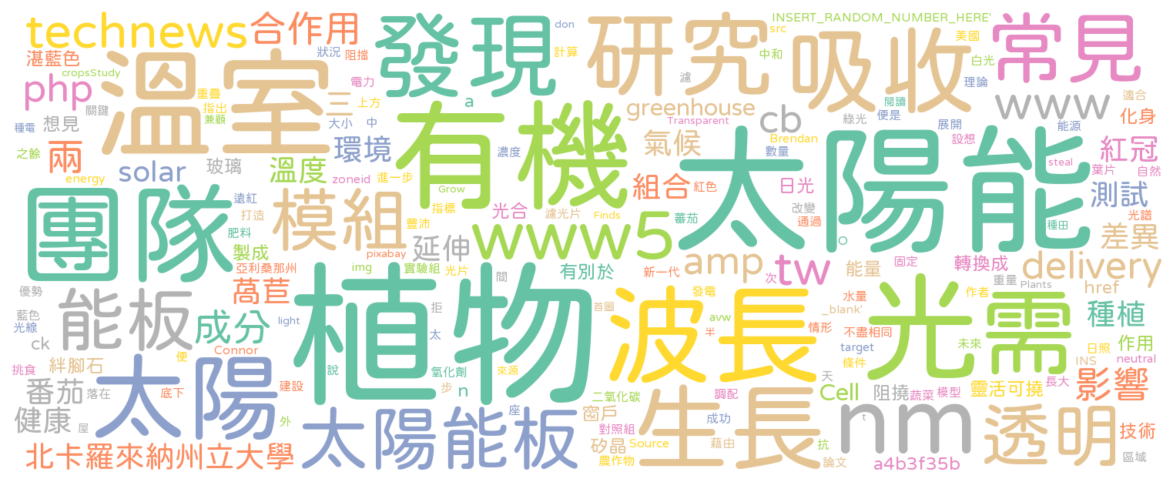 technews
合作用
發現
don
計算
研究
中和
INSERT_RANDOM_NUMBER_HERE'
src
吸收
美國
白光
理論
常見
湛藍色
cropsStudy
溫室
狀況
阻擋
php
電力
重疊
指出
兼顧
三
上方
a
濾
greenhouse
Transparent
綠光
閱讀
便是
展開
能源
www
適合
化身
關鍵
種電
想見
大小
中
環境
有機
氣候
cb
Brendan
數量
太陽能
設想
紅冠
steal
葉片
自然
之餘
兩
energy
solar
玻璃
溫度
zoneid
進一步
濃度
Grow
組合
紅色
日光
測試
團隊
遠紅
打造
肥料
模組
指標
豐沛
光合
濾光片
Finds
蕃茄
改變
通過
光譜
種田
差異
製成
亞利桑那州
pixabay
延伸
www5
amp
tw
能量
固定
轉換成
delivery
萵苣
img
實驗組
光片
間
有別於
新一代
次
重量
Plants
href
優勢
藍色
光線
能板
成分
light
植物
拒
太
首圖
發電
avw
半
波長
水量
_blank'
情形
作者
光需
種植
ck
絆腳石
Connor
說
氧化劑
來源
步
n
不盡相同
target
條件
未來
作用
日照
neutral
INS
挑食
番茄
落在
底下
便
太陽
建設
二氧化碳
調配
天
Cell
阻撓
蔬菜
模型
靈活可撓
長大
影響
健康
屋
外
太陽能板
座
窗戶
對照組
成功
生長
nm
t
透明
技術
北卡羅來納州立大學
矽晶
Source
農作物
藉由
抗
論文
a4b3f35b
區域